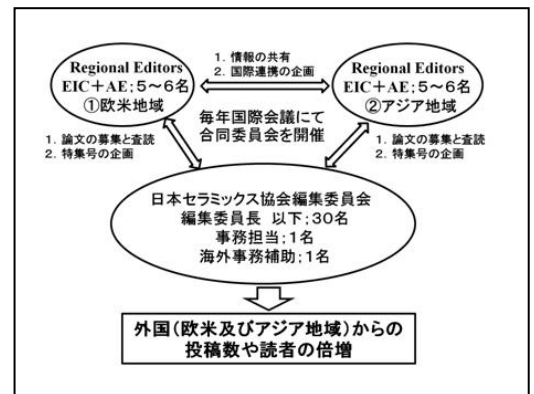 Regional Editors
EIC+AE;5~6名
①欧米地域
1. 情報の共有
2. 国際連携の企画
Regional Editors
EIC+AE;5~6名
②アジア地域
毎年国際会議にて
合同委員会を開催
1. 論文の募集と査読
2. 特集号の企画
1. 論文の募集と査読
2. 特集号の企画
日本セラミックス協会編集委員会
編集委員長 以下;30名
事務担当;1名
海外事務補助;1名
外国(欧米及びアジア地域)からの
投稿数や読者の倍増